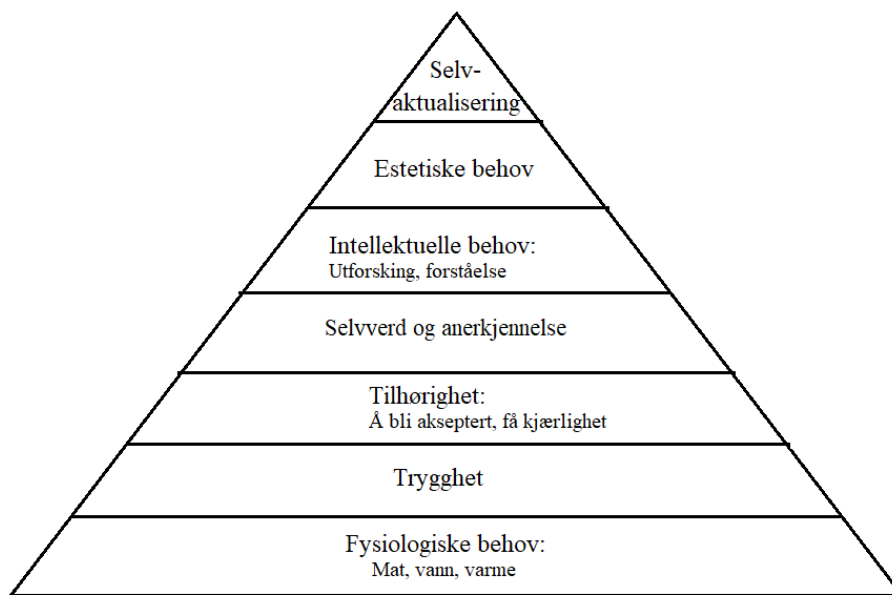 Selv-
aktualisering
Estetiske behov
Intellektuelle behov:
Utforsking, forståelse
Selvverd og anerkjennelse
Tilhørighet:
Å bli akseptert, få kjærlighet
Trygghet
Fysiologiske behov:
Mat, vann, varme